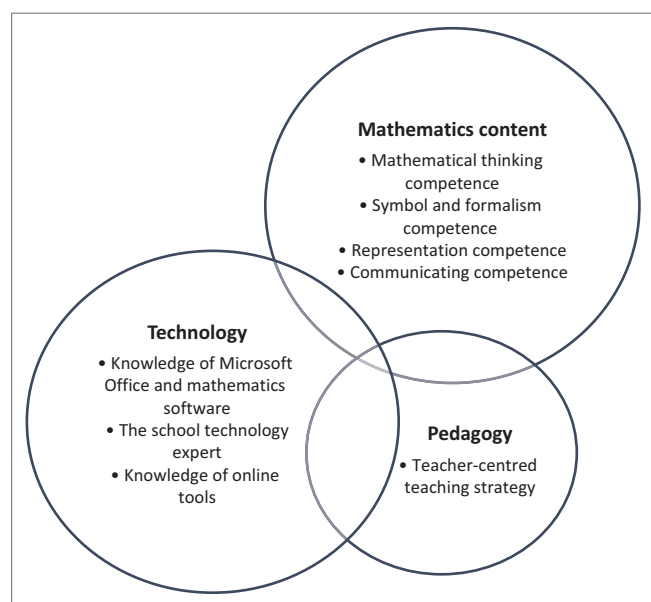 Mathematics content
• Mathematical thinking
competence
• Symbol and formalism
competence
• Representation competence
• Communicating competence
Technology
• Knowledge of Microsoft
Office and mathematics
software
• The school technology
expert
• Knowledge of online
tools
Pedagogy
• Teacher-centred
teaching strategy